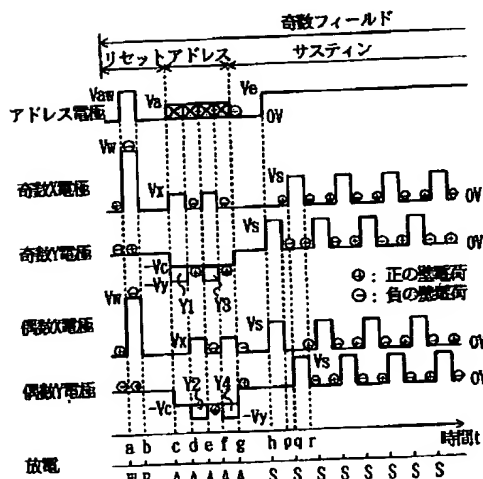 奇数フィールド
リセット アドレス サスティン
Vaw Va Ve
アドレス電極 0V
Vw
Vx Vs
奇数X電極 0V
Vs
奇数Y電極 0V
-Vc
-Vy
Y1 Y3
⊕：正の壁電荷
⊖：負の壁電荷
Vw
Vx Vs
偶数X電極 0V
Vs
Y2 Y4
偶数Y電極 0V
-Vc -Vy
a b c d e f g h p q r 時間t
放電 W R A A A A A S S S S S S S S